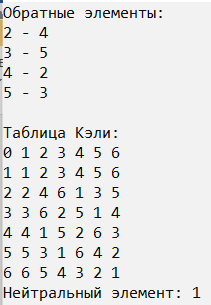 Обратные элементы:
2 - 4
3 - 5
4 - 2
5 - 3
Таблица Кэли:
0 1 2 3 4 5 6
1 1 2 3 4 5 6
2 2 4 6 1 3 5
3 3 6 2 5 1 4
4 4 1 5 2 6 3
5 5 3 1 6 4 2
6 6 5 4 3 2 1
Нейтральный элемент: 1